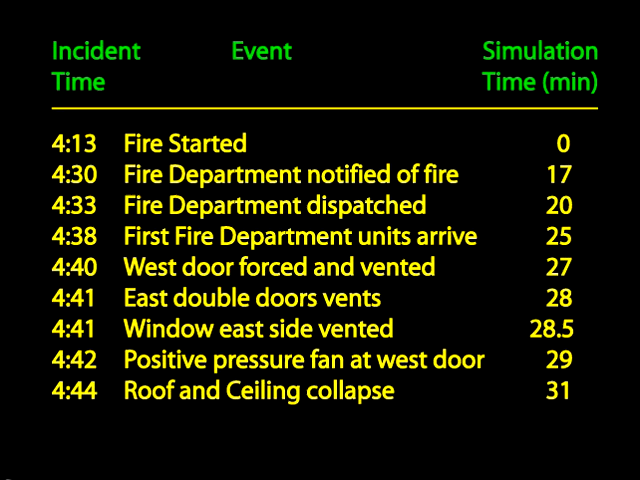 Incident Event Simulation
Time Time (min)
4:13 Fire Started 0
4:30 Fire Department notified of fire 17
4:33 Fire Department dispatched 20
4:38 First Fire Department units arrive 25
4:40 West door forced and vented 27
4:41 East double doors vents 28
4:41 Window east side vented 28.5
4:42 Positive pressure fan at west door 29
4:44 Roof and Ceiling collapse 31